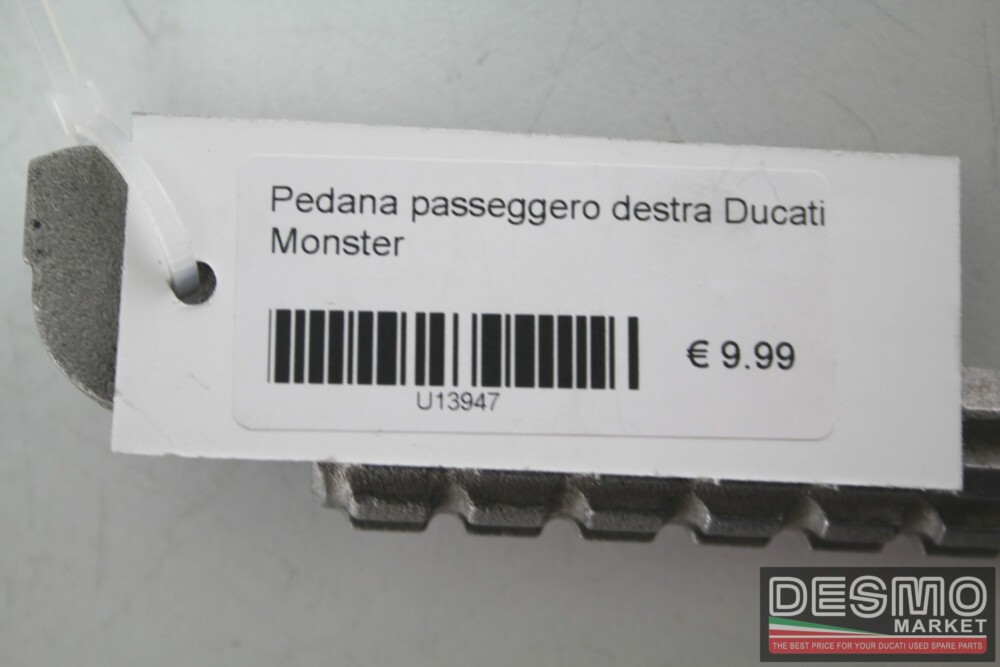 Pedana passeggero destra Ducati
Monster
€ 9.99
U13947
DESMO
MARKET
THE BEST PRICE FOR YOUR DUCATI USED SPARE PARTS